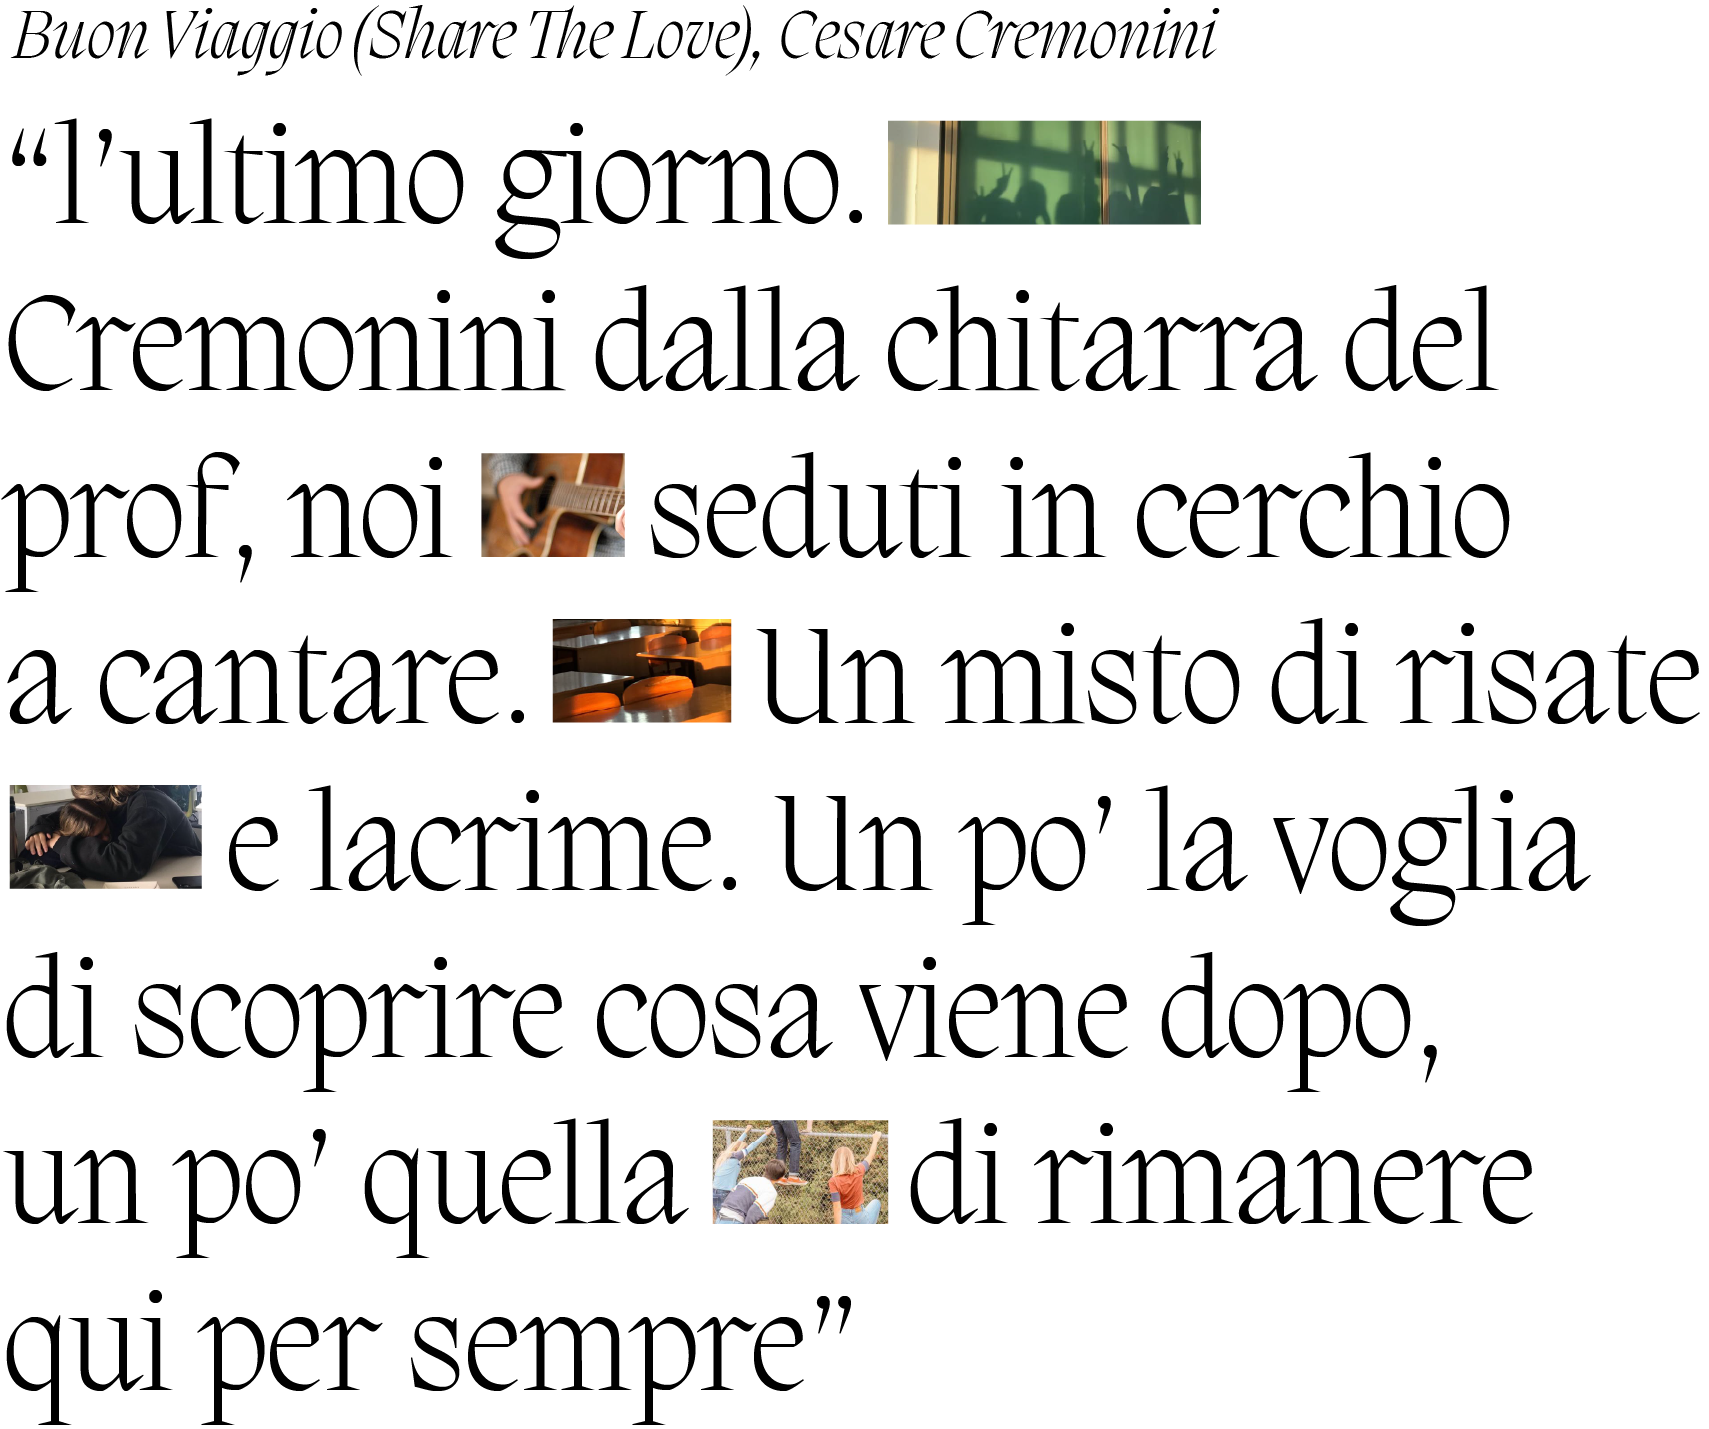 Buon Viaggio (Share The Love), Cesare Cremonini
“l’ultimo giorno.
Cremonini dalla chitarra del
prof, noi seduti in cerchio
a cantare. Un misto di risate
e lacrime. Un po’ la voglia
di scoprire cosa viene dopo,
un po’ quella di rimanere
qui per sempre”